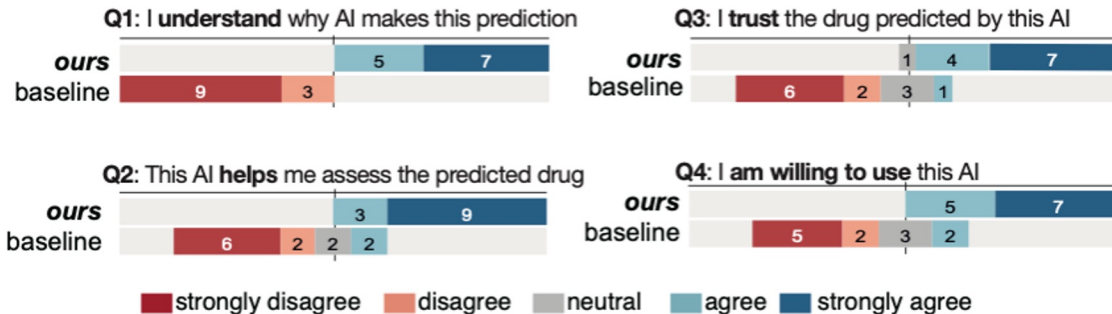 Q1: I understand why AI makes this prediction
ours 5 7
baseline 9 3
Q2: This AI helps me assess the predicted drug
ours 3 9
baseline 6 2 2 2
Q3: I trust the drug predicted by this AI
ours 1 4 7
baseline 6 2 3 1
Q4: I am willing to use this AI
ours 5 7
baseline 5 2 3 2
strongly disagree disagree neutral agree strongly agree